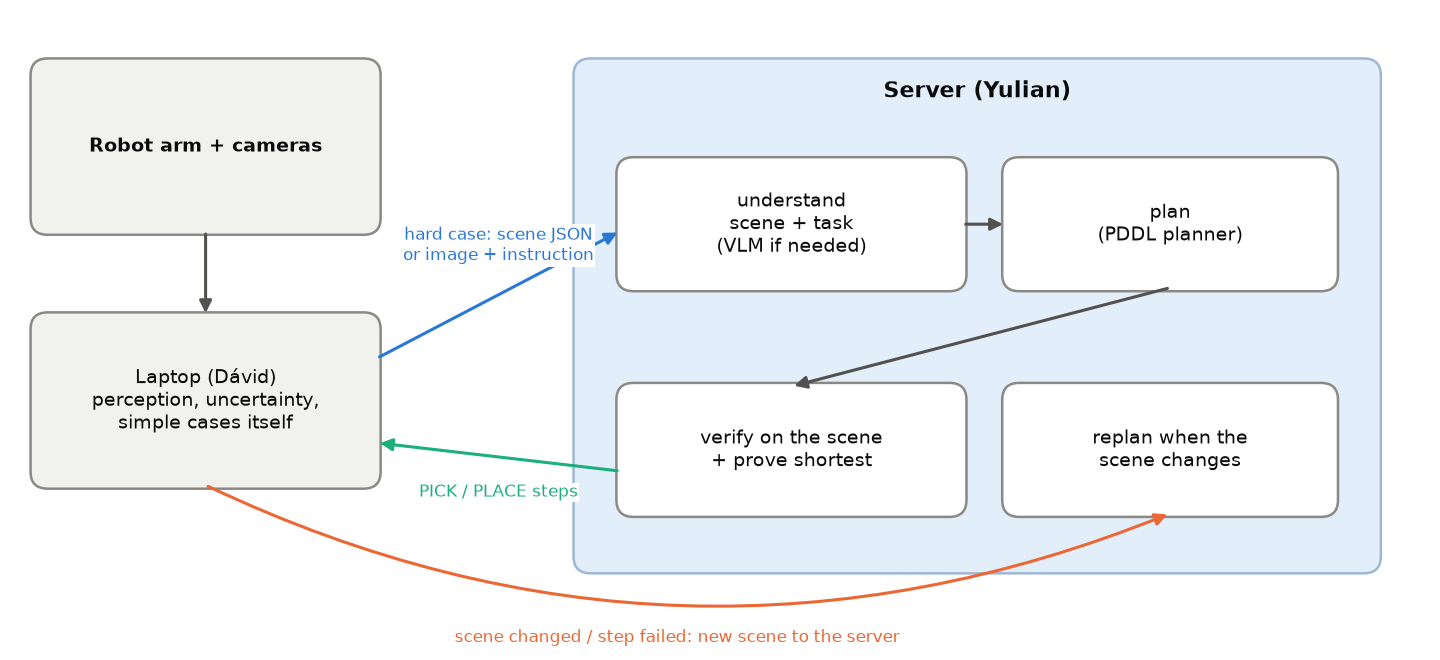 Server (Yulian)
Robot arm + cameras
understand
scene + task
(VLM if needed)
plan
(PDDL planner)
hard case: scene JSON
or image + instruction
Laptop (Dávid)
perception, uncertainty,
simple cases itself
verify on the scene
+ prove shortest
replan when the
scene changes
PICK / PLACE steps
scene changed / step failed: new scene to the server